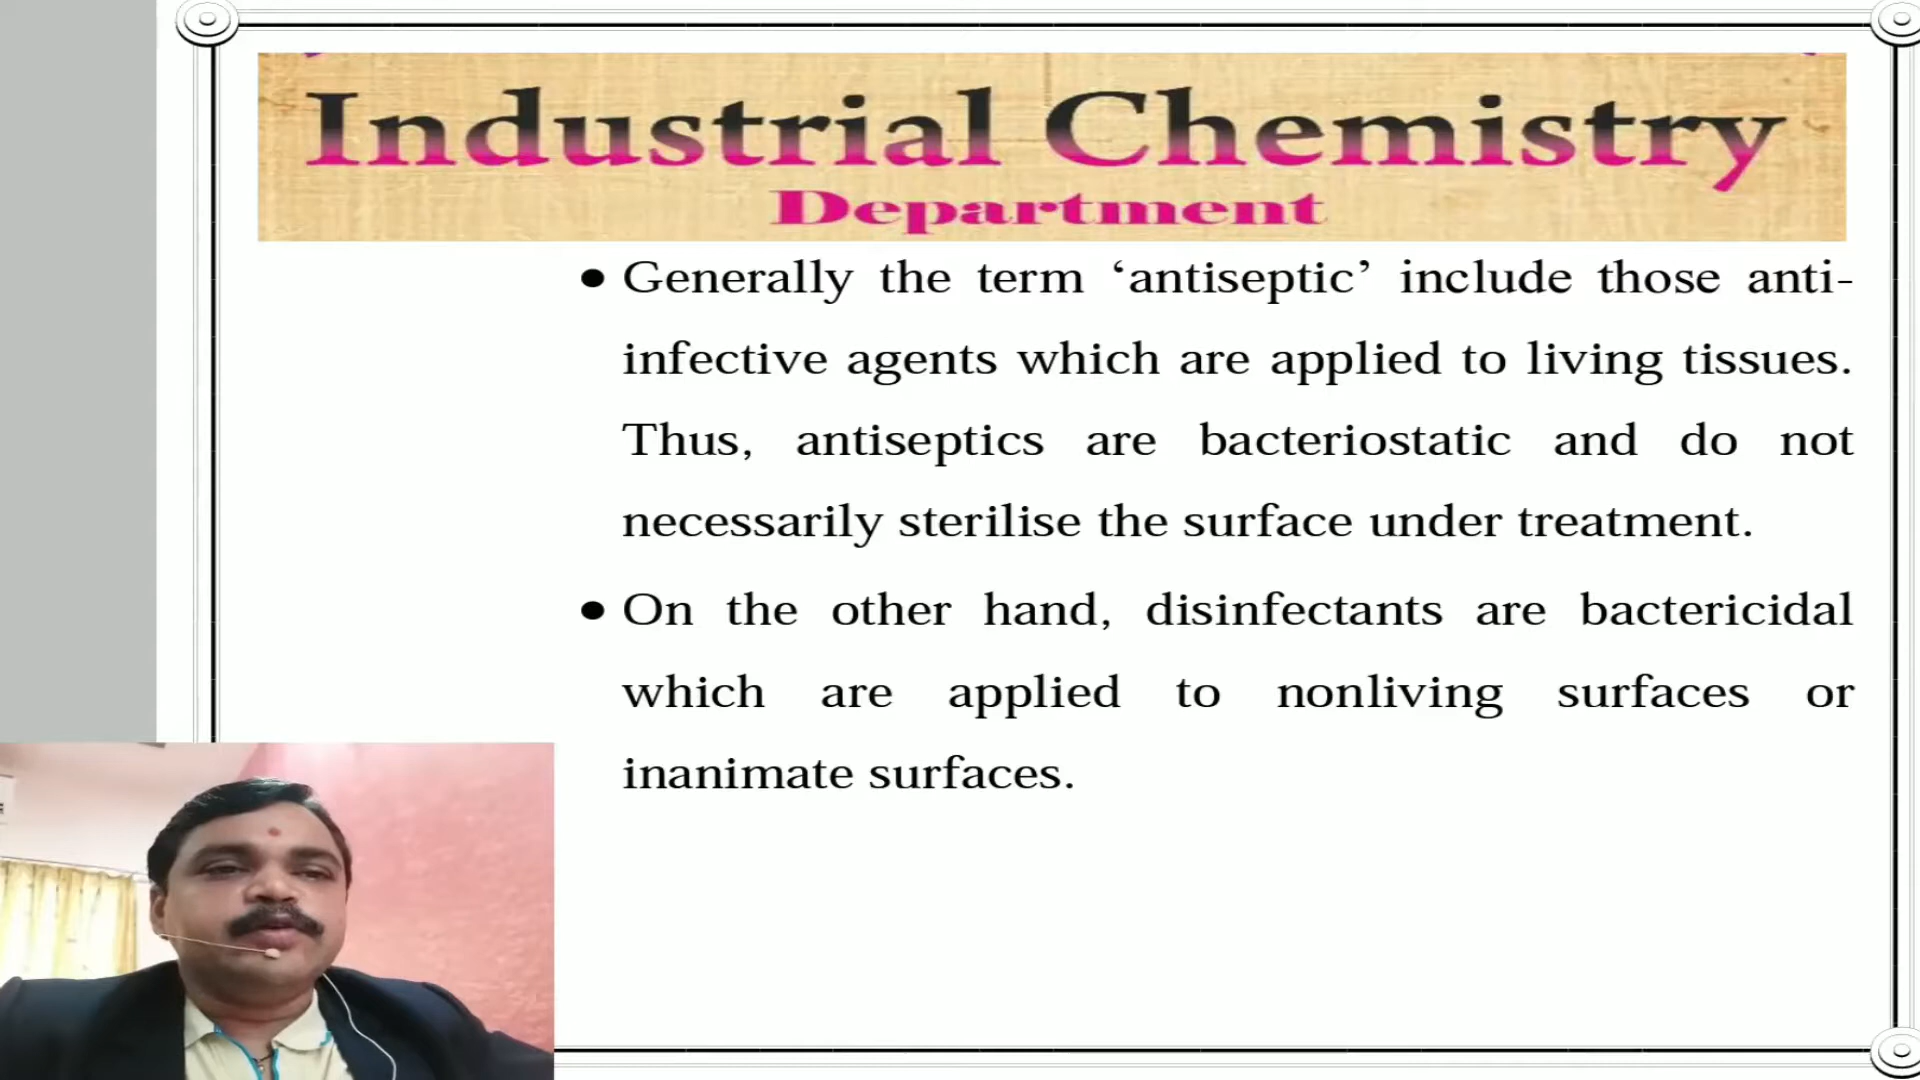 Industrial Chemistry
Department
● Generally the term ‘antiseptic’ include those anti-
infective agents which are applied to living tissues.
Thus, antiseptics are bacteriostatic and do not
necessarily sterilise the surface under treatment.
● On the other hand, disinfectants are bactericidal
which are applied to nonliving surfaces or
inanimate surfaces.